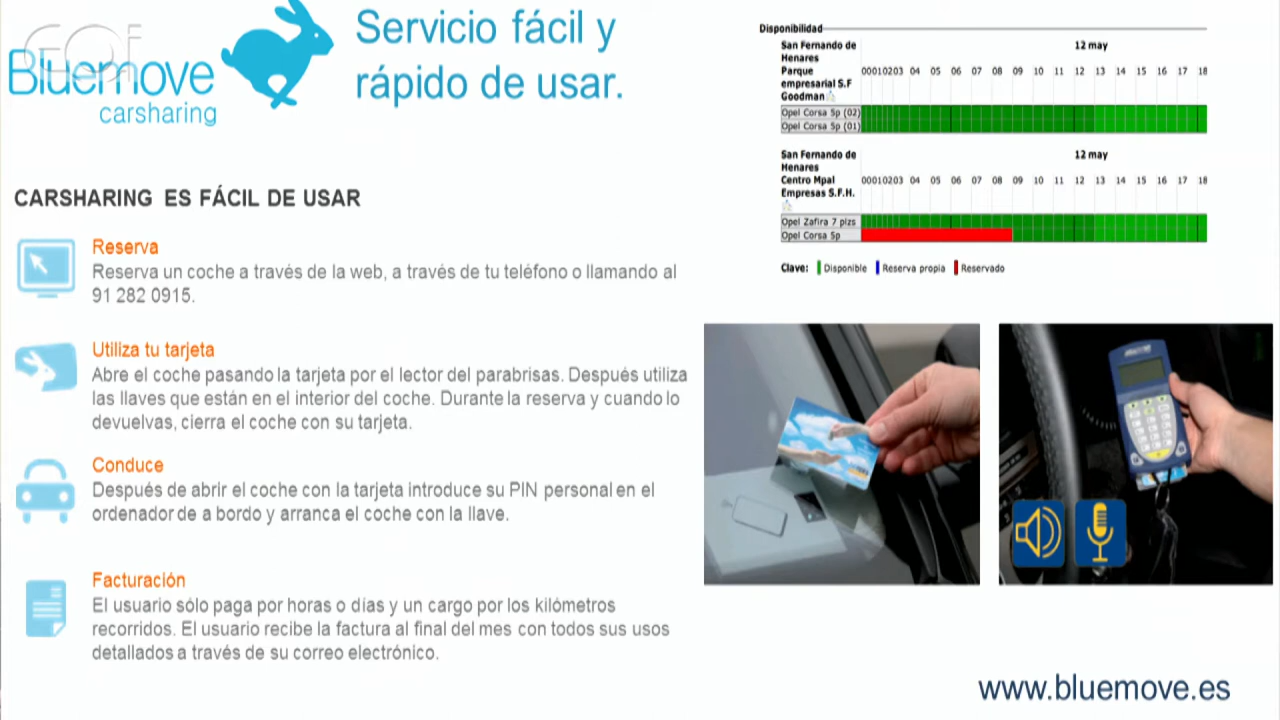 EOI
Bluemove
carsharing
Servicio fácil y
rápido de usar.
CARSHARING ES FÁCIL DE USAR
Reserva
Reserva un coche a través de la web, a través de tu teléfono o llamando al
91 282 0915.
Utiliza tu tarjeta
Abre el coche pasando la tarjeta por el lector del parabrisas. Después utiliza
las llaves que están en el interior del coche. Durante la reserva y cuando lo
devuelvas, cierra el coche con su tarjeta.
Conduce
Después de abrir el coche con la tarjeta introduce su PIN personal en el
ordenador de a bordo y arranca el coche con la llave.
Facturación
El usuario sólo paga por horas o días y un cargo por los kilómetros
recorridos. El usuario recibe la factura al final del mes con todos sus usos
detallados a través de su correo electrónico.
Disponibilidad
San Fernando de 12 may
Henares
Parque 00010203 04 05 06 07 08 09 10 11 12 13 14 15 16 17 18
empresarial S.F
Goodman
Opel Corsa 5p (02)
Opel Corsa 5p (01)
San Fernando de 12 may
Henares
Centro Mpal 00010203 04 05 06 07 08 09 10 11 12 13 14 15 16 17 18
Empresas S.F.H.
Opel Zafira 7 plzs
Opel Corsa 5p
Clave: Disponible Reserva propia Reservado
www.bluemove.es